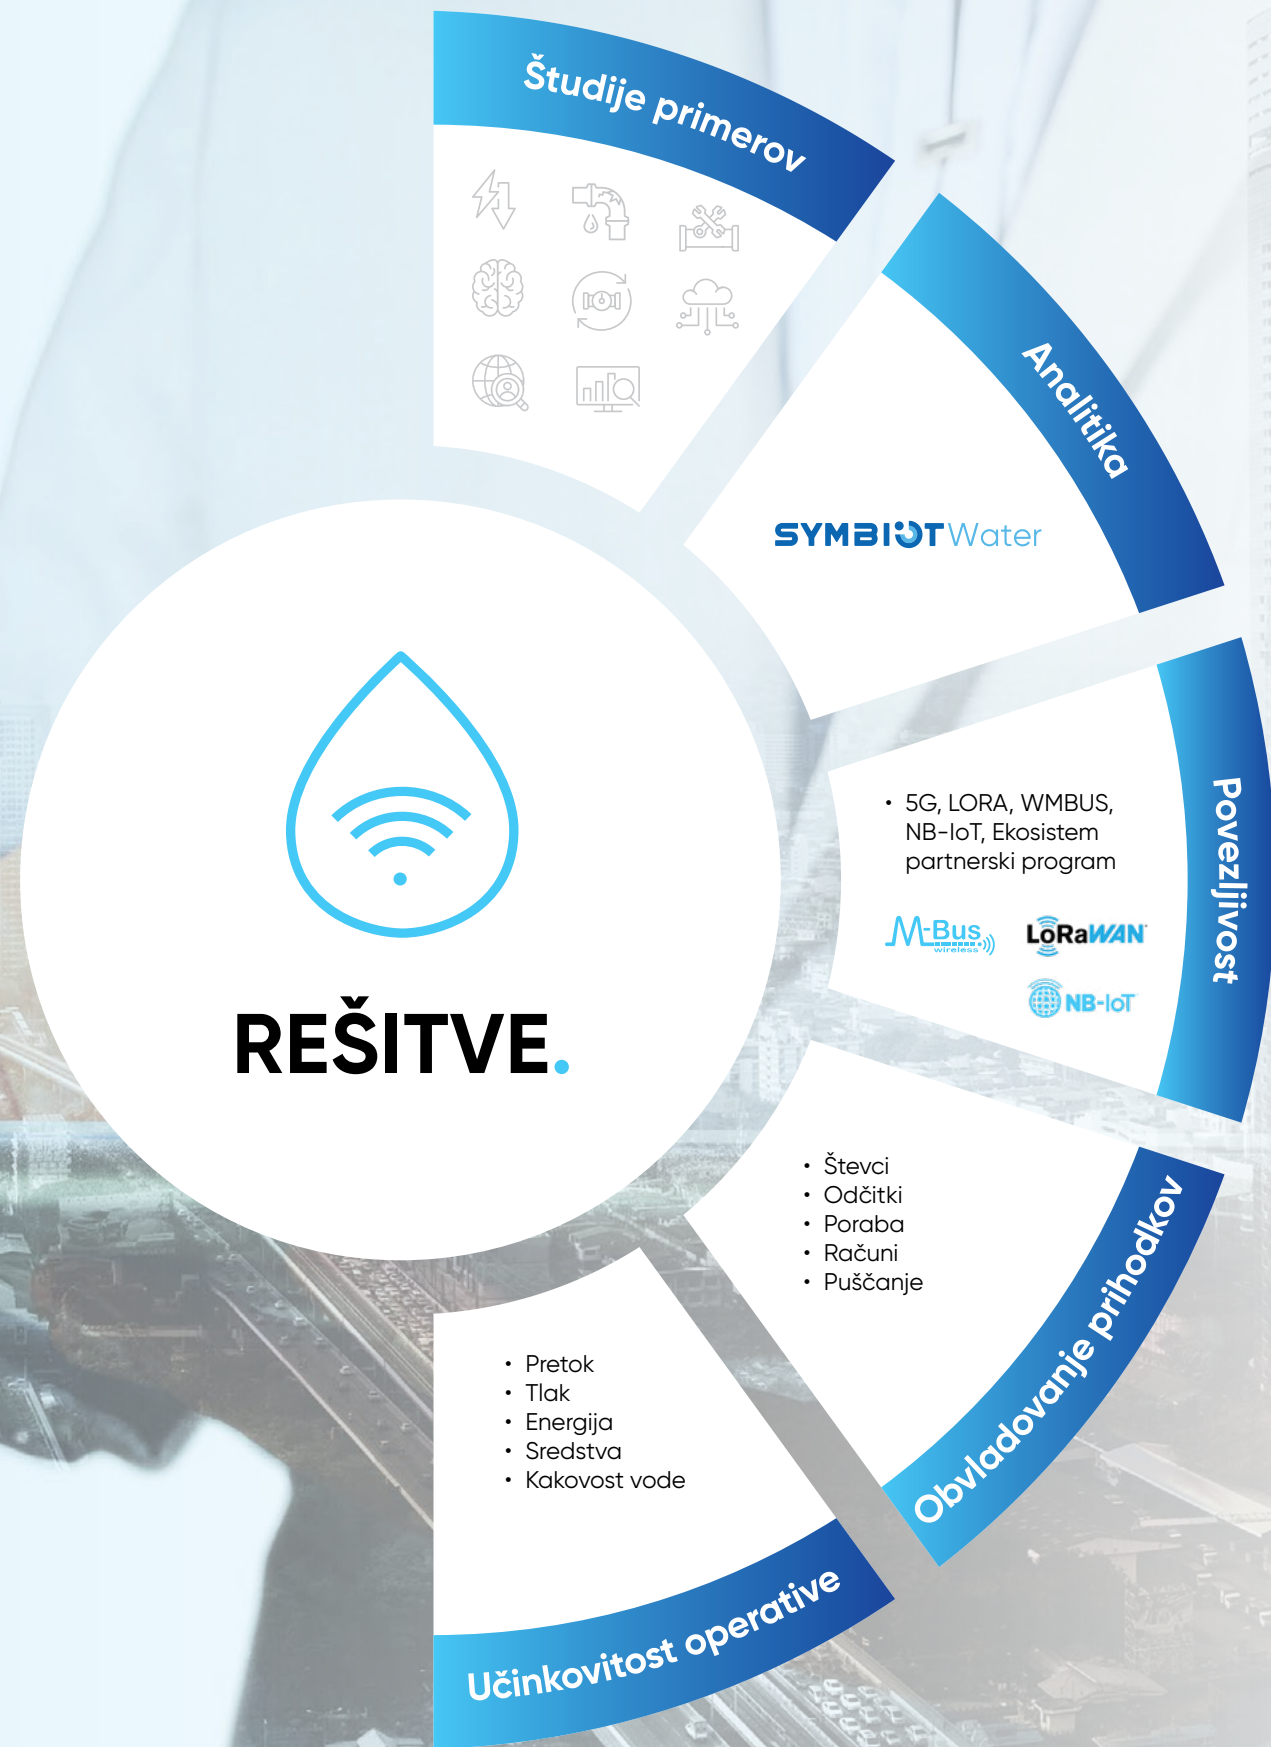 Študije primerov
Analitika
SYMBIOT Water
• 5G, LORA, WMBUS,
NB-IoT, Ekosistem
partnerski program
M-Bus
wireless
LoRaWAN
NB-IoT
Povezljivost
REŠITVE.
• Števci
• Odčitki
• Poraba
• Računi
• Puščanje
Obvladovanje prihodkov
• Pretok
• Tlak
• Energija
• Sredstva
• Kakovost vode
Učinkovitost operative